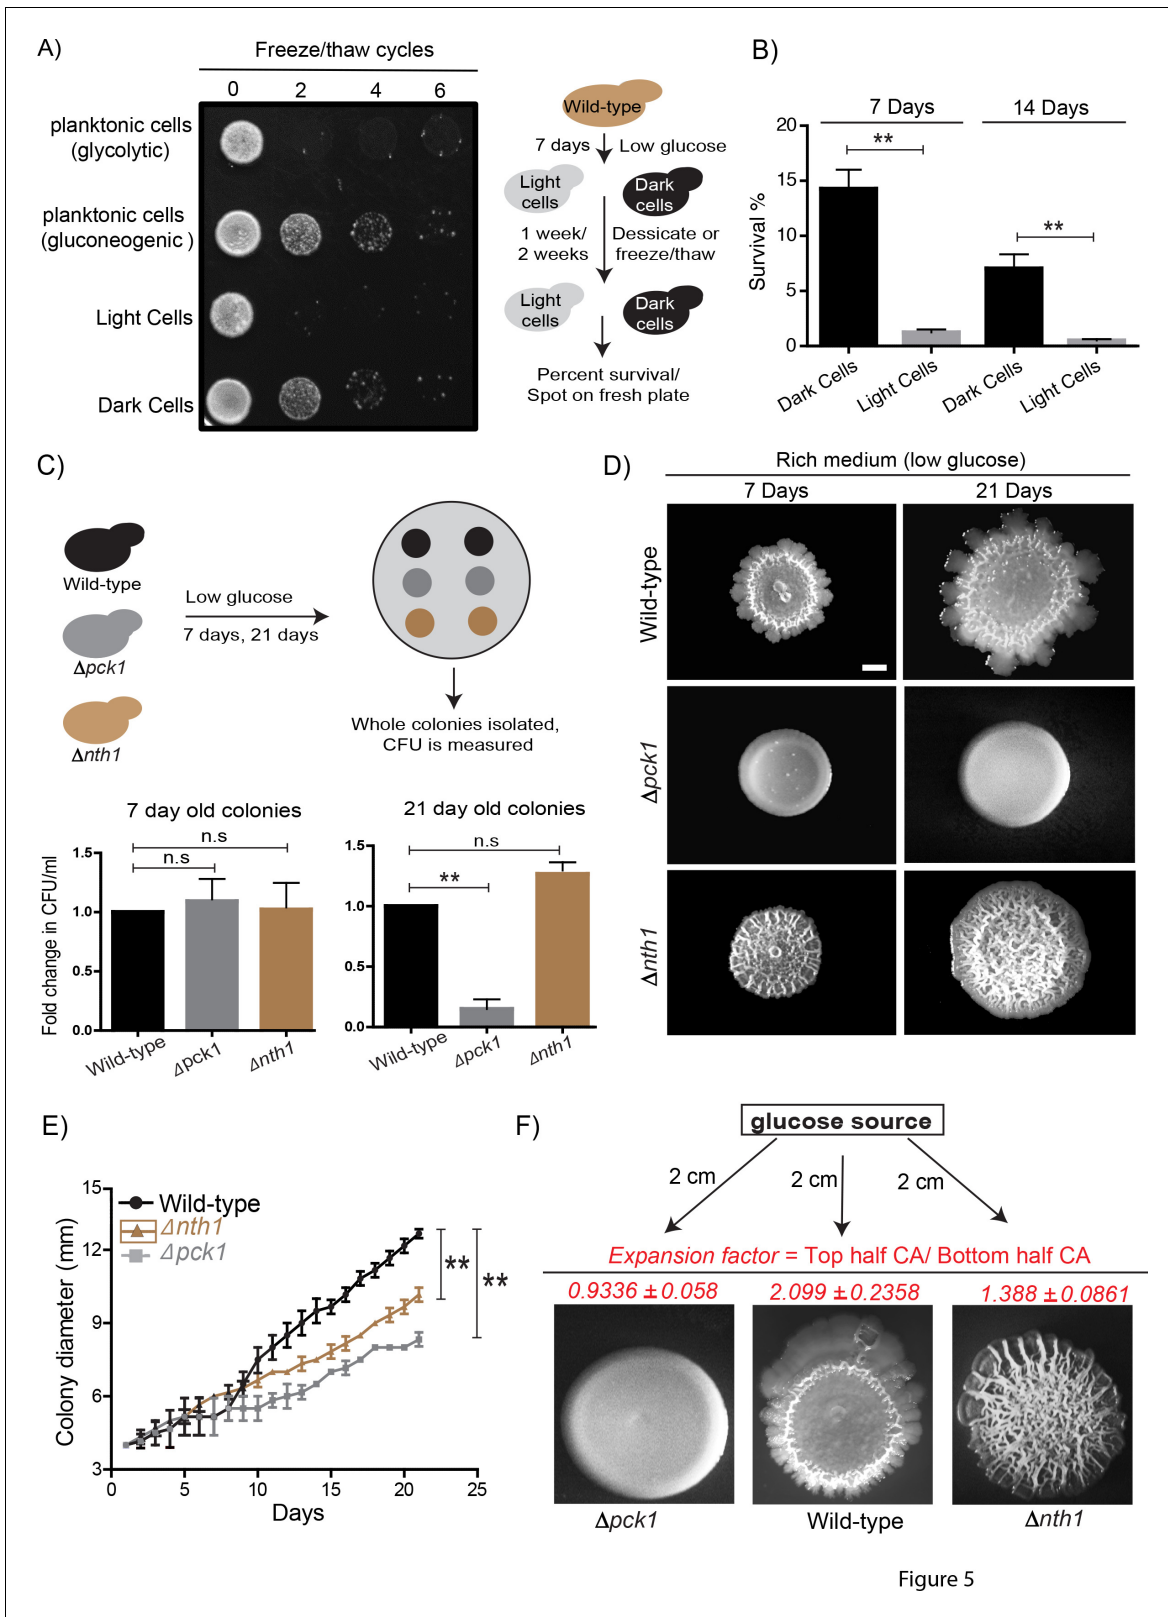 A)
Freeze/thaw cycles
0 2 4 6
planktonic cells
(glycolytic)
planktonic cells
(gluconeogenic )
Light Cells
Dark Cells
Wild-type
7 days
Low glucose
Light
cells
Dark
cells
1 week/
2 weeks
Dessicate or
freeze/thaw
Light
cells
Dark
cells
Percent survival/
Spot on fresh plate
B)
7 Days
14 Days
Survival %
20
15
10
5
0
**
**
Dark Cells
Light Cells
Dark Cells
Light Cells
C)
Wild-type
Δpck1
Δnth1
Low glucose
7 days, 21 days
Whole colonies isolated,
CFU is measured
7 day old colonies
Fold change in CFU/ml
1.5
1.0
0.5
0.0
n.s
n.s
Wild-type
Δpck1
Δnth1
21 day old colonies
1.5
1.0
0.5
0.0
n.s
**
Wild-type
Δpck1
Δnth1
D)
Rich medium (low glucose)
7 Days
21 Days
Wild-type
Δpck1
Δnth1
E)
Colony diameter (mm)
15
12
9
6
3
Wild-type
Δnth1
Δpck1
**
**
0 5 10 15 20 25
Days
F)
glucose source
2 cm
2 cm
2 cm
Expansion factor = Top half CA/ Bottom half CA
0.9336 ± 0.058
2.099 ± 0.2358
1.388 ± 0.0861
Δpck1
Wild-type
Δnth1
Figure 5